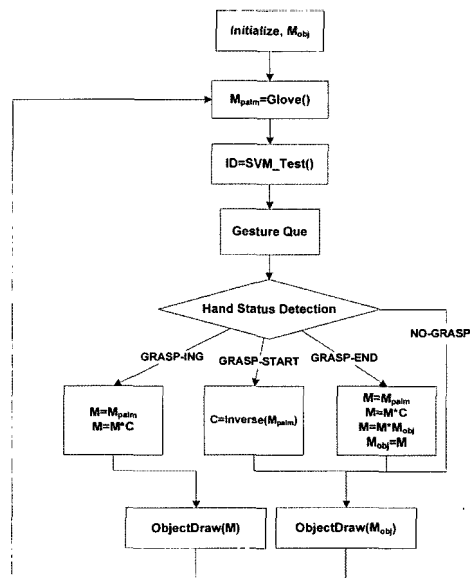 Initialize, Mobj
Mpalm=Glove()
ID=SVM_Test()
Gesture Que
Hand Status Detection
NO-GRASP
GRASP-ING
GRASP-START
GRASP-END
M=Mpalm
M=M*C
C=Inverse(Mpalm)
M=Mpalm
M=M*C
M=M*Mobj
Mobj=M
ObjectDraw(M)
ObjectDraw(Mobj)